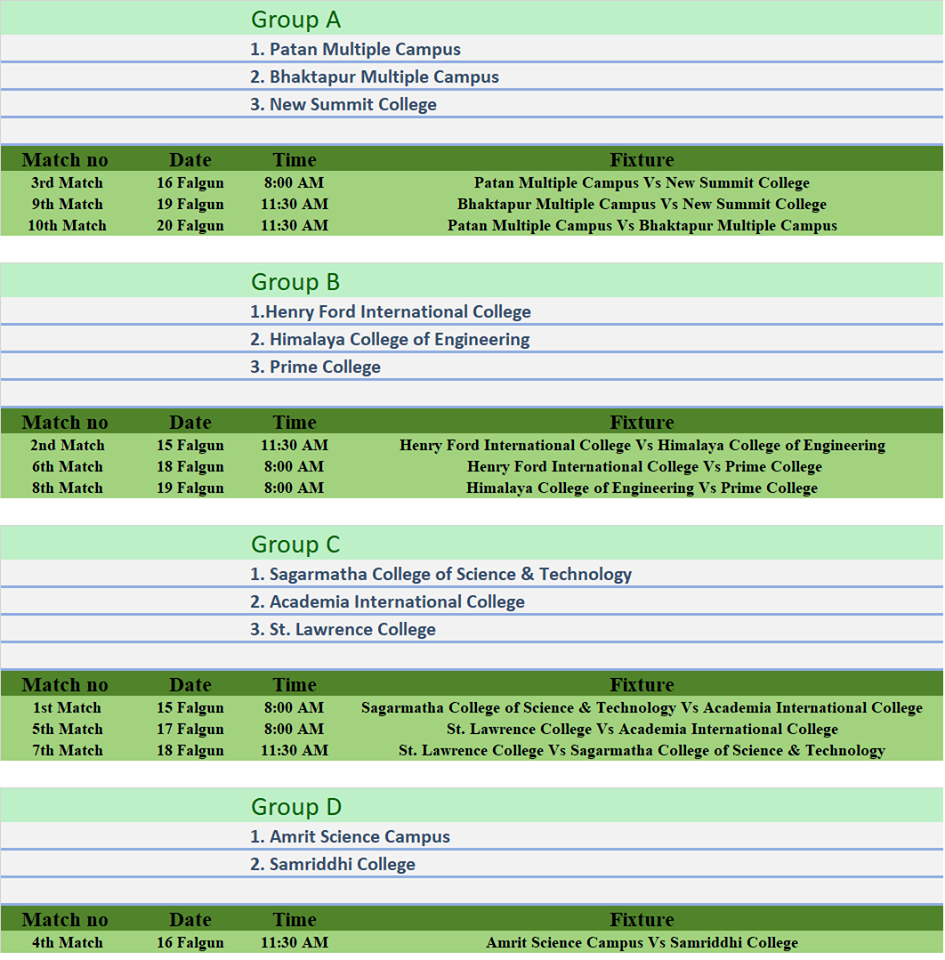 Group A
1. Patan Multiple Campus
2. Bhaktapur Multiple Campus
3. New Summit College
Match no Date Time Fixture
3rd Match 16 Falgun 8:00 AM Patan Multiple Campus Vs New Summit College
9th Match 19 Falgun 11:30 AM Bhaktapur Multiple Campus Vs New Summit College
10th Match 20 Falgun 11:30 AM Patan Multiple Campus Vs Bhaktapur Multiple Campus
Group B
1.Henry Ford International College
2. Himalaya College of Engineering
3. Prime College
Match no Date Time Fixture
2nd Match 15 Falgun 11:30 AM Henry Ford International College Vs Himalaya College of Engineering
6th Match 18 Falgun 8:00 AM Henry Ford International College Vs Prime College
8th Match 19 Falgun 8:00 AM Himalaya College of Engineering Vs Prime College
Group C
1. Sagarmatha College of Science & Technology
2. Academia International College
3. St. Lawrence College
Match no Date Time Fixture
1st Match 15 Falgun 8:00 AM Sagarmatha College of Science & Technology Vs Academia International College
5th Match 17 Falgun 8:00 AM St. Lawrence College Vs Academia International College
7th Match 18 Falgun 11:30 AM St. Lawrence College Vs Sagarmatha College of Science & Technology
Group D
1. Amrit Science Campus
2. Samriddhi College
Match no Date Time Fixture
4th Match 16 Falgun 11:30 AM Amrit Science Campus Vs Samriddhi College